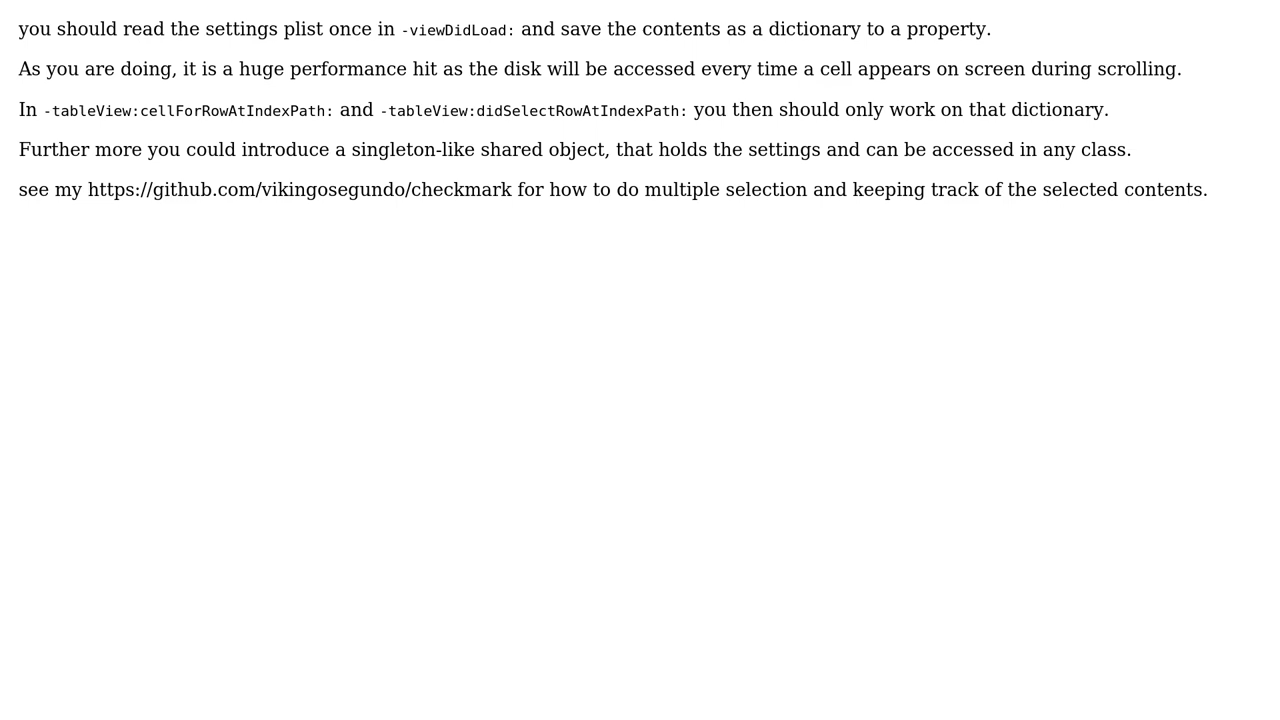 you should read the settings plist once in -viewDidLoad: and save the contents as a dictionary to a property.
As you are doing, it is a huge performance hit as the disk will be accessed every time a cell appears on screen during scrolling.
In -tableView:cellForRowAtIndexPath: and -tableView:didSelectRowAtIndexPath: you then should only work on that dictionary.
Further more you could introduce a singleton-like shared object, that holds the settings and can be accessed in any class.
see my https://github.com/vikingosegundo/checkmark for how to do multiple selection and keeping track of the selected contents.